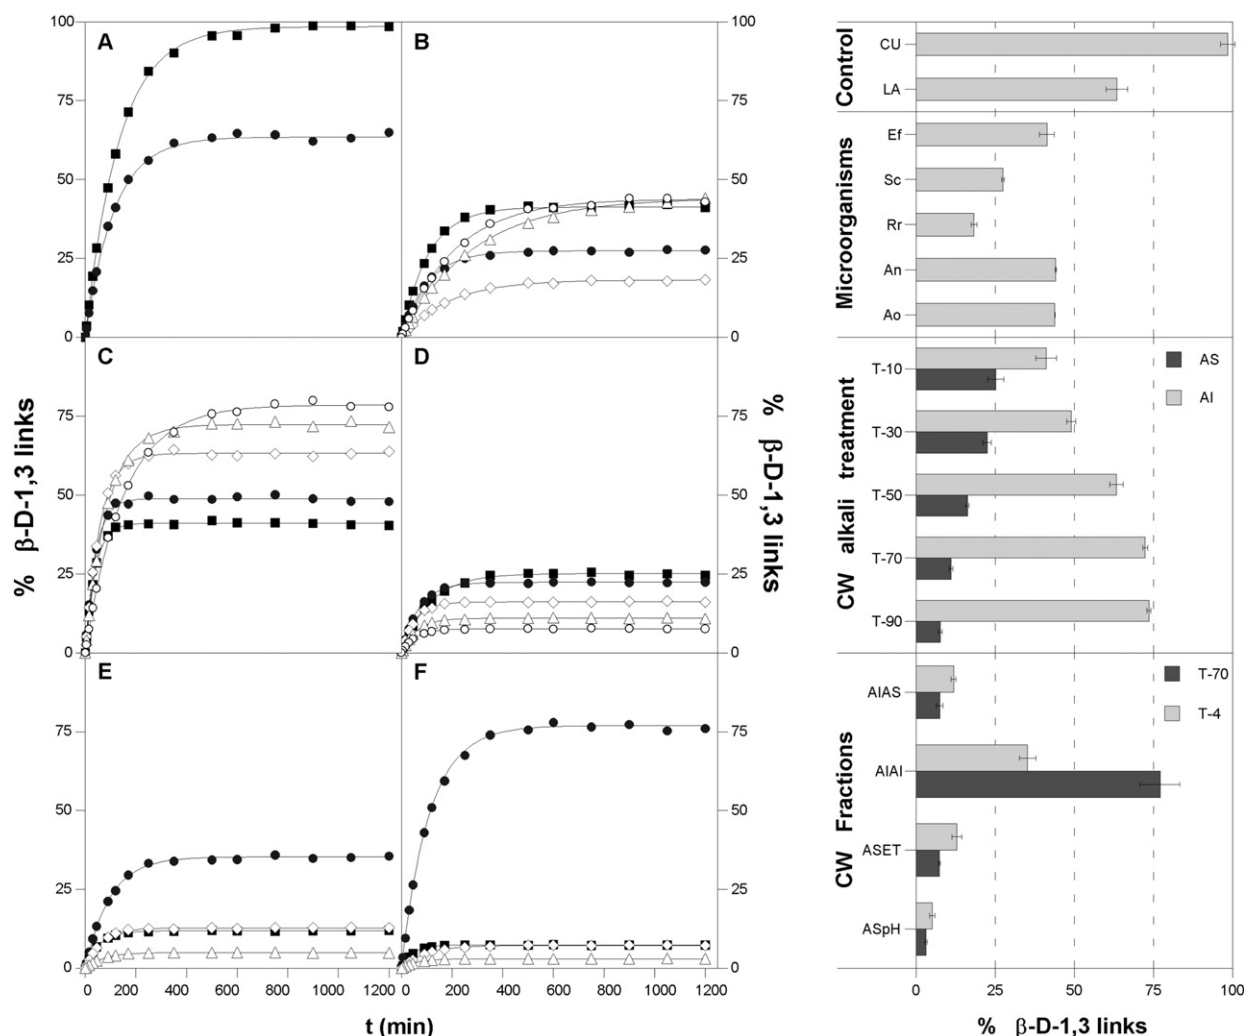 A
B
100
75
50
25
0
100
75
50
25
0
C
D
75
50
25
0
75
50
25
0
E
F
75
50
25
0
75
50
25
0
% β-D-1,3 links
% β-D-1,3 links
0 200 400 600 800 1000 1200
0 200 400 600 800 1000 1200
t (min)
Control
CU
LA
Microorganisms
Ef
Sc
Rr
An
Ao
CW alkali treatment
T-10
T-30
T-50
T-70
T-90
AS
AI
CW Fractions
AIAS
AIAI
ASET
ASpH
T-70
T-4
0 25 50 75 100
% β-D-1,3 links